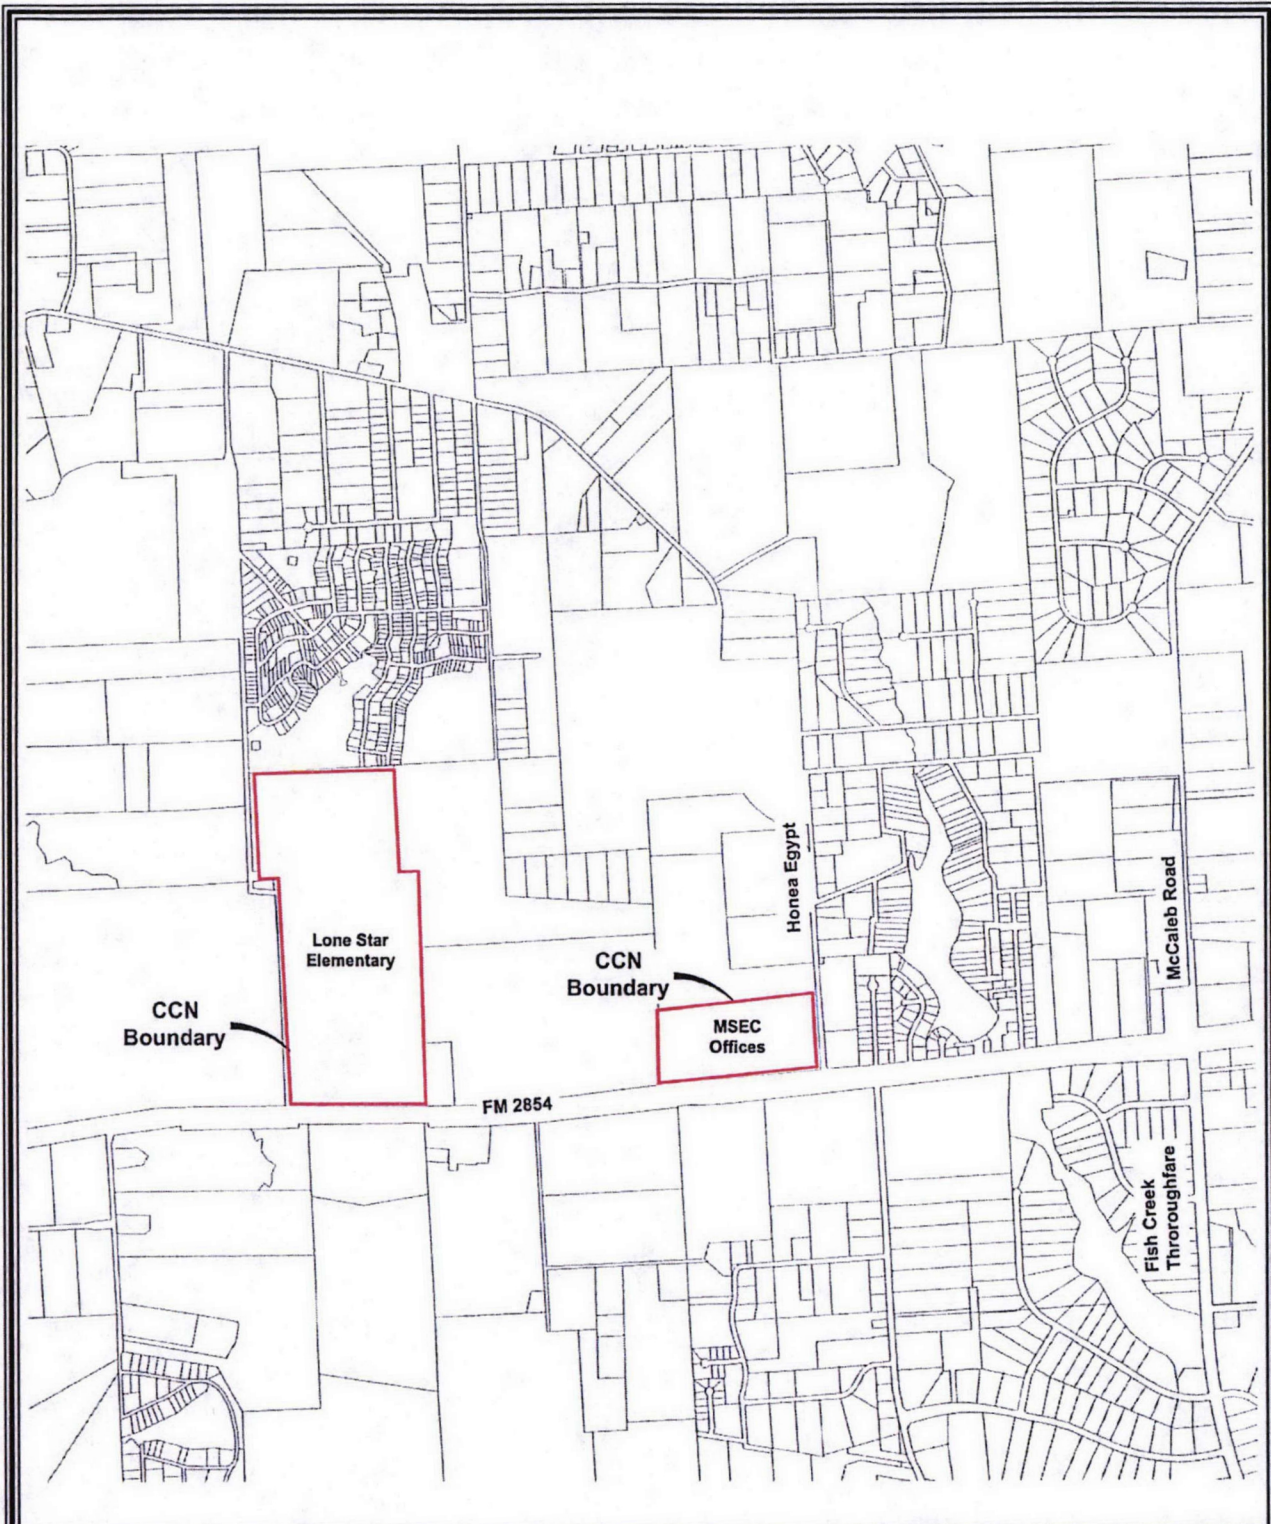 Honea Egypt
McCaleb Road
Lone Star
Elementary
CCN
Boundary
CCN
Boundary
MSEC
Offices
FM 2854
Fish Creek
Throroughfare